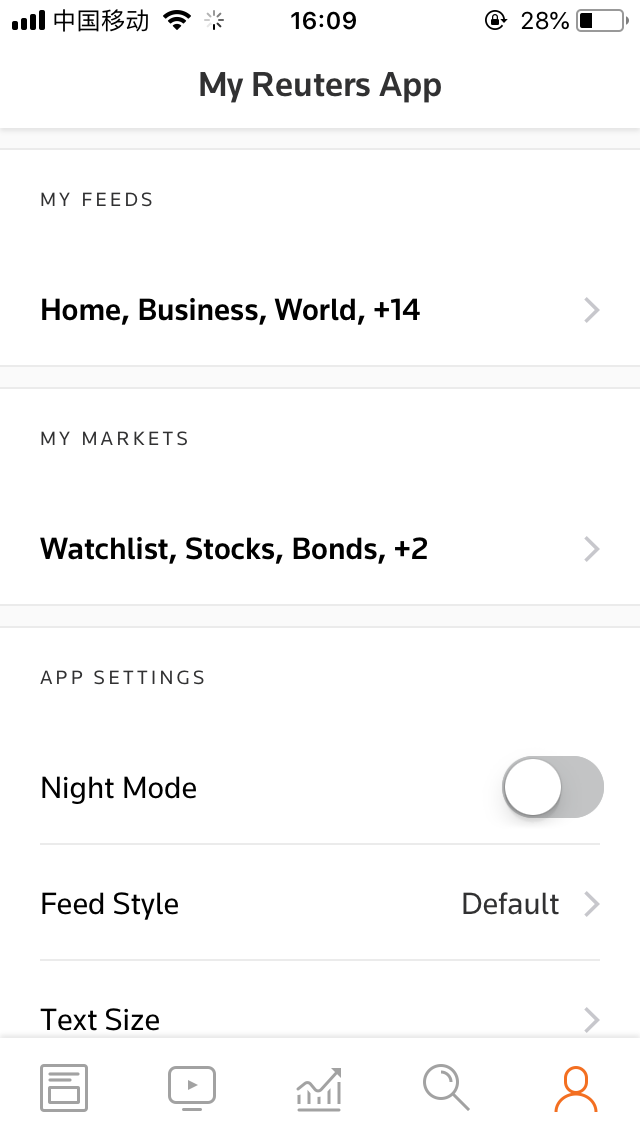 中国移动 16:09 28%
My Reuters App
MY FEEDS
Home, Business, World, +14
MY MARKETS
Watchlist, Stocks, Bonds, +2
APP SETTINGS
Night Mode
Feed Style Default
Text Size